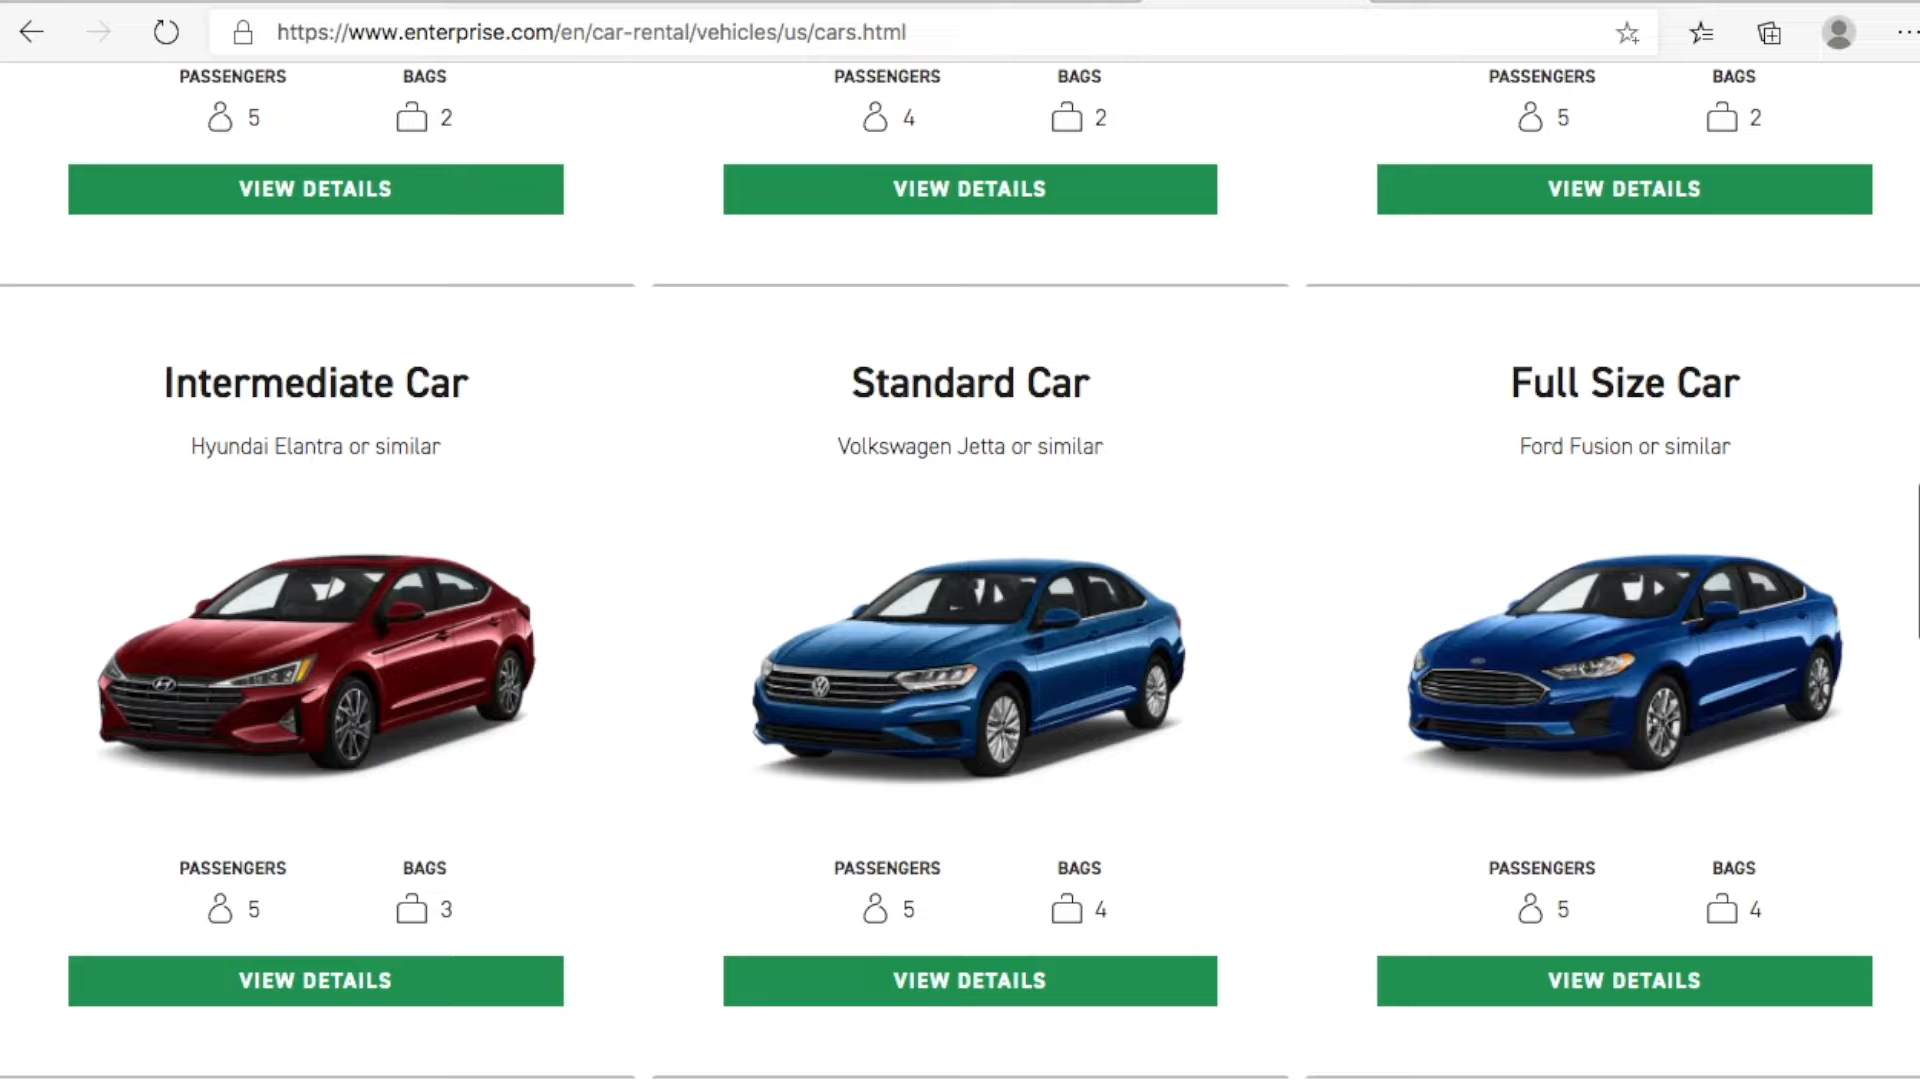 https://www.enterprise.com/en/car-rental/vehicles/us/cars.html
PASSENGERS BAGS PASSENGERS BAGS PASSENGERS BAGS
5 2 4 2 5 2
VIEW DETAILS VIEW DETAILS VIEW DETAILS
Intermediate Car Standard Car Full Size Car
Hyundai Elantra or similar Volkswagen Jetta or similar Ford Fusion or similar
PASSENGERS BAGS PASSENGERS BAGS PASSENGERS BAGS
5 3 5 4 5 4
VIEW DETAILS VIEW DETAILS VIEW DETAILS